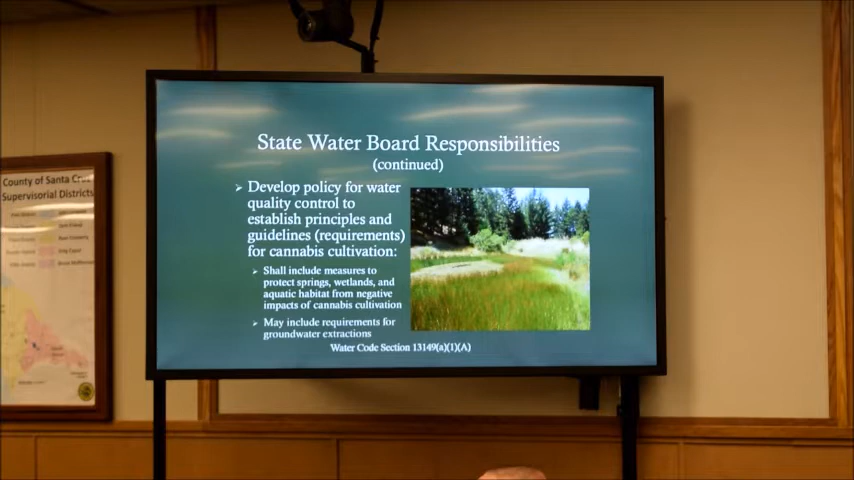 State Water Board Responsibilities
(continued)
➢ Develop policy for water
quality control to
establish principles and
guidelines (requirements)
for cannabis cultivation:
➢ Shall include measures to
protect springs, wetlands, and
aquatic habitat from negative
impacts of cannabis cultivation
➢ May include requirements for
groundwater extractions
Water Code Section 13149(a)(1)(A)
County of Santa Cruz
Supervisorial Districts